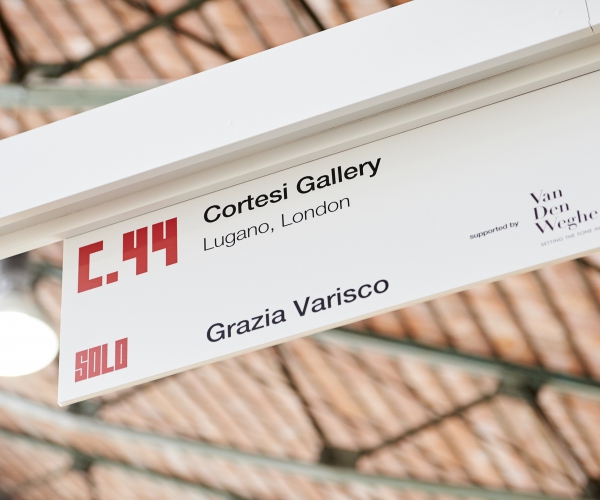 C.44
Cortesi Gallery
Lugano, London
SOLO
Grazia Varisco
supported by
Van
Den
Weghe